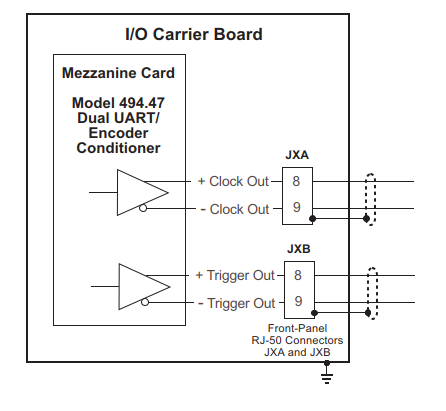 I/O Carrier Board
Mezzanine Card
Model 494.47
Dual UART/
Encoder
Conditioner
JXA
+ Clock Out
8
- Clock Out
9
JXB
+ Trigger Out
8
- Trigger Out
9
Front-Panel
RJ-50 Connectors
JXA and JXB